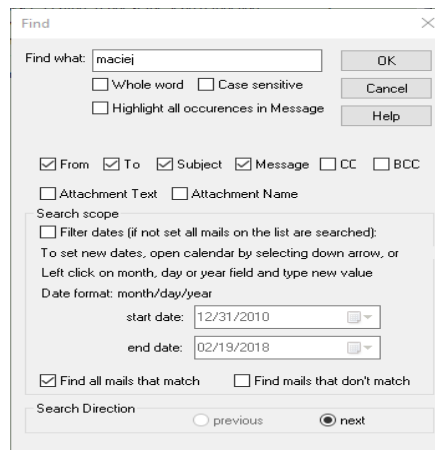 Find
Find what: maciej OK
Whole word Case sensitive Cancel
Highlight all occurences in Message Help
From To Subject Message CC BCC
Attachment Text Attachment Name
Search scope
Filter dates (if not set all mails on the list are searched):
To set new dates, open calendar by selecting down arrow, or
Left click on month, day or year field and type new value
Date format: month/day/year
start date: 12/31/2010
end date: 02/19/2018
Find all mails that match Find mails that don't match
Search Direction
previous next